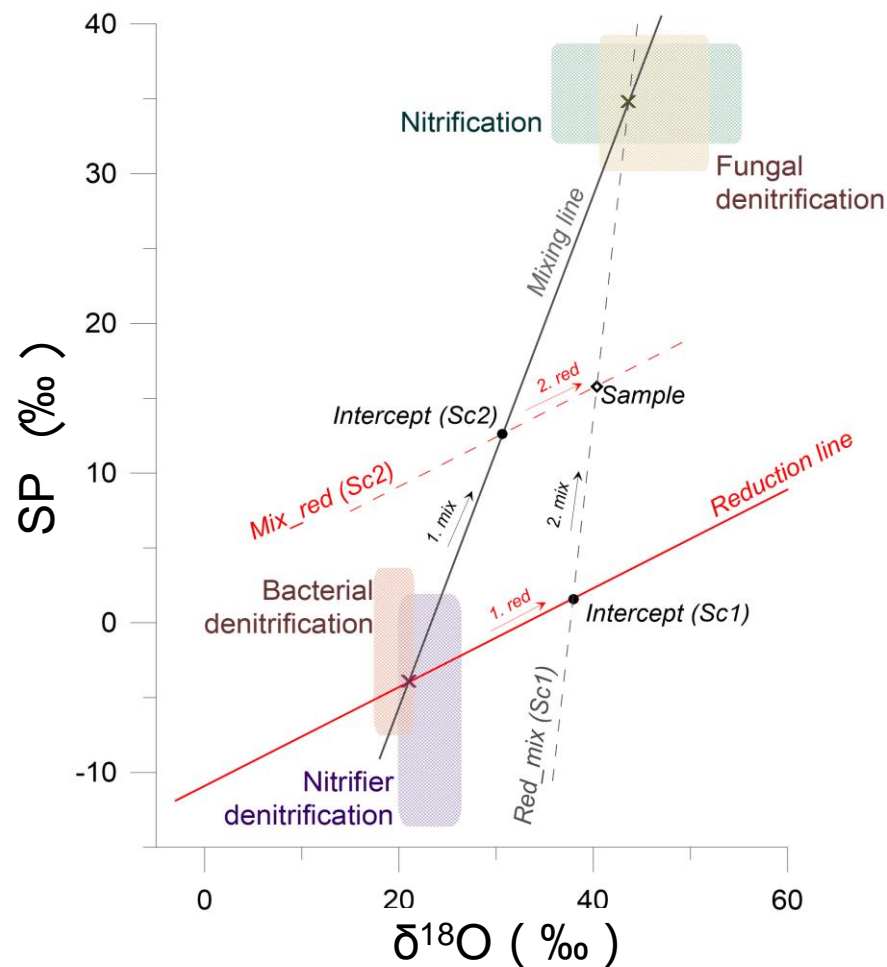 40
30
20
10
0
-10
SP (‰)
Nitrification
Fungal
denitrification
Mixing line
2. red
Sample
Intercept (Sc2)
Mix_red (Sc2)
1. mix
2. mix
Reduction line
Bacterial
denitrification
1. red
Intercept (Sc1)
Red_mix (Sc1)
Nitrifier
denitrification
0
20
40
60
δ¹⁸O ( ‰ )